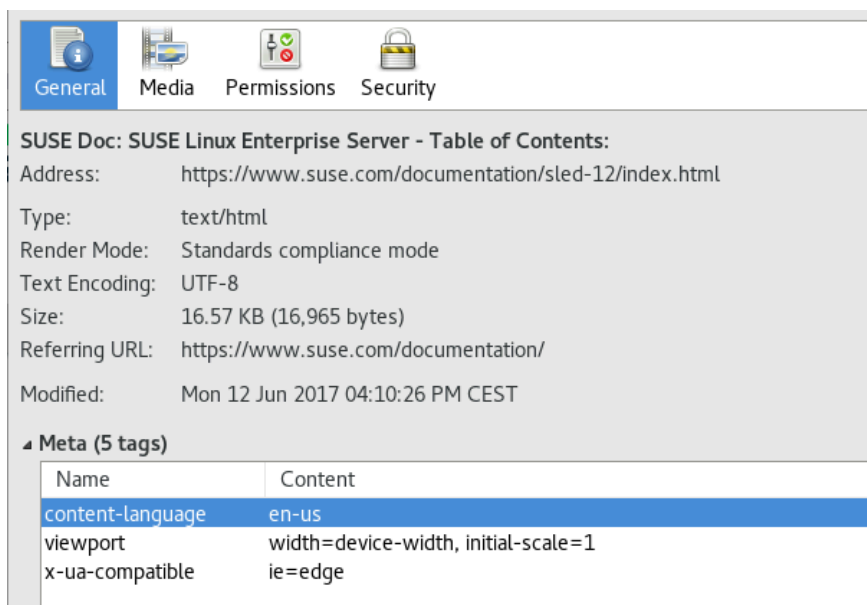 General Media Permissions Security
SUSE Doc: SUSE Linux Enterprise Server - Table of Contents:
Address: https://www.suse.com/documentation/sled-12/index.html
Type: text/html
Render Mode: Standards compliance mode
Text Encoding: UTF-8
Size: 16.57 KB (16,965 bytes)
Referring URL: https://www.suse.com/documentation/
Modified: Mon 12 Jun 2017 04:10:26 PM CEST
Meta (5 tags)
Name Content
content-language en-us
viewport width=device-width, initial-scale=1
x-ua-compatible ie=edge